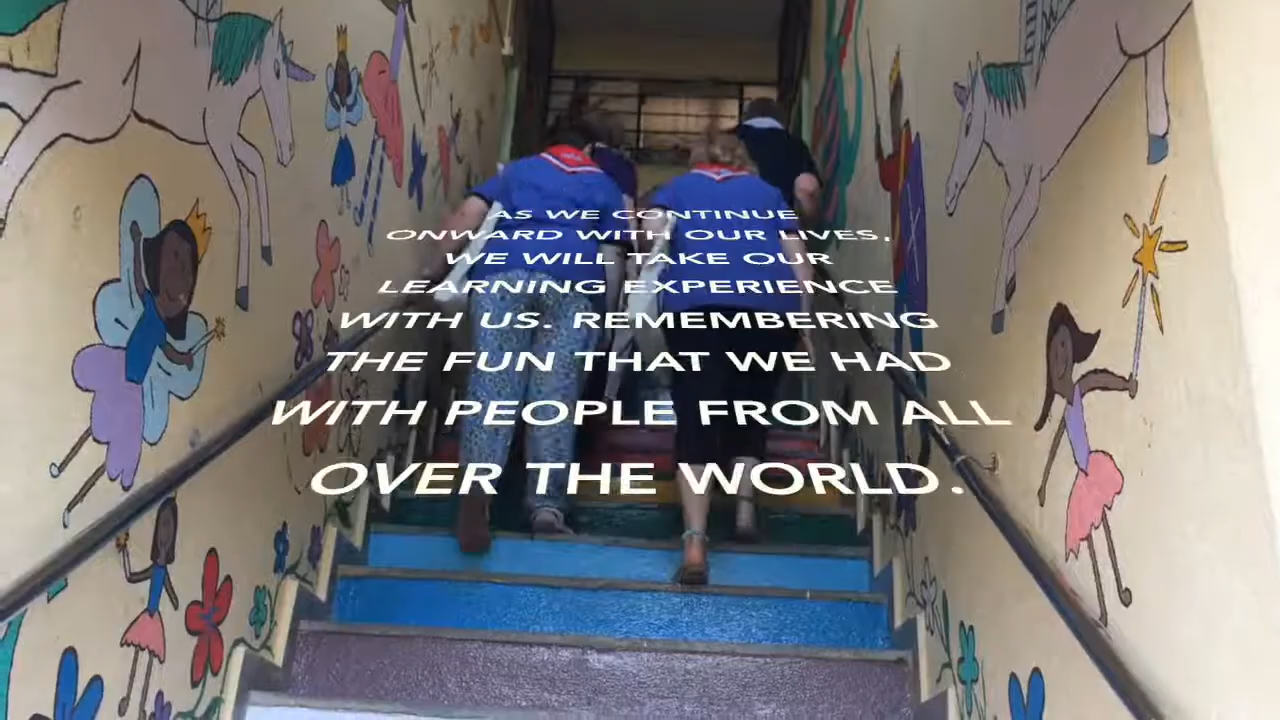 AS WE CONTINUE
ONWARD WITH OUR LIVES,
WE WILL TAKE OUR
LEARNING EXPERIENCE
WITH US. REMEMBERING
THE FUN THAT WE HAD
WITH PEOPLE FROM ALL
OVER THE WORLD.